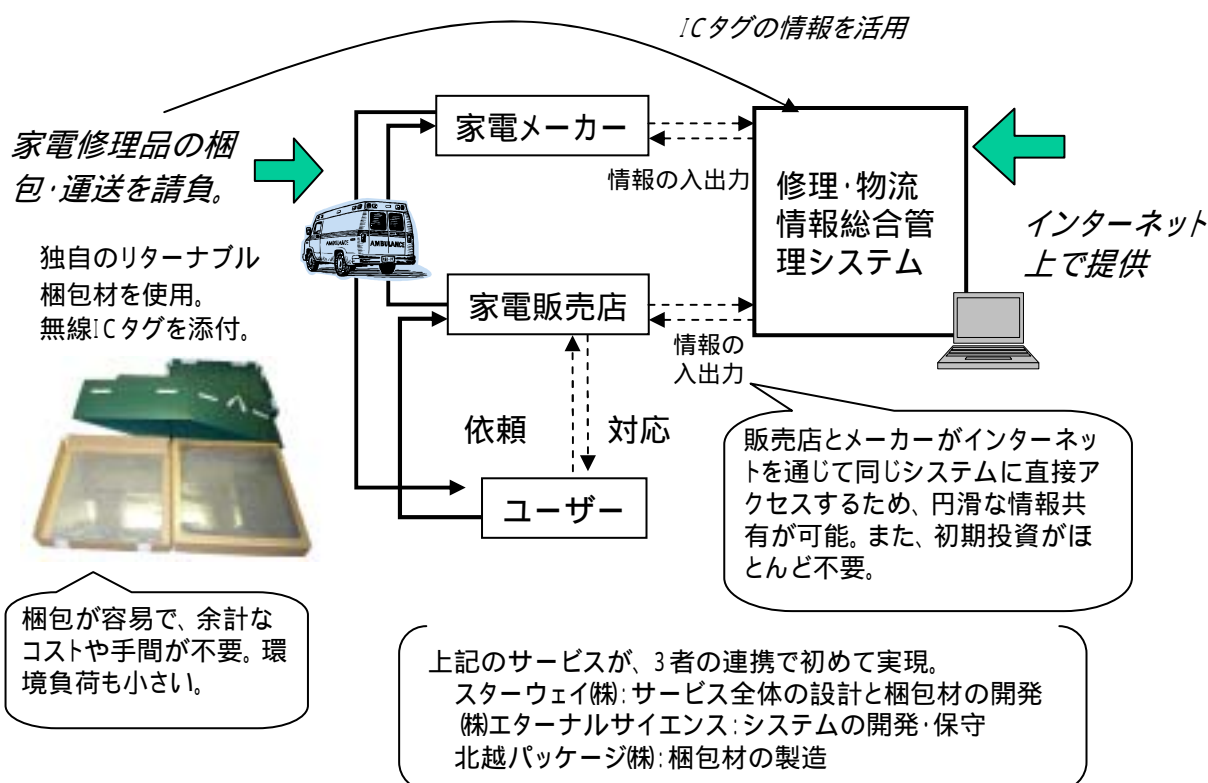 ICタグの情報を活用
家電修理品の梱
包・運送を請負。
独自のリターナブル
梱包材を使用。
無線ICタグを添付。
梱包が容易で、余計な
コストや手間が不要。環
境負荷も小さい。
家電メーカー
AMBULANCE
AMBULANCE
家電販売店
依頼
対応
ユーザー
情報の入出力
情報の
入出力
修理・物流
情報総合管
理システム
インターネット
上で提供
販売店とメーカーがインターネッ
トを通じて同じシステムに直接ア
クセスするため、円滑な情報共
有が可能。また、初期投資がほ
とんど不要。
上記のサービスが、3者の連携で初めて実現。
スターウェイ㈱:サービス全体の設計と梱包材の開発
㈱エターナルサイエンス:システムの開発・保守
北越パッケージ㈱:梱包材の製造